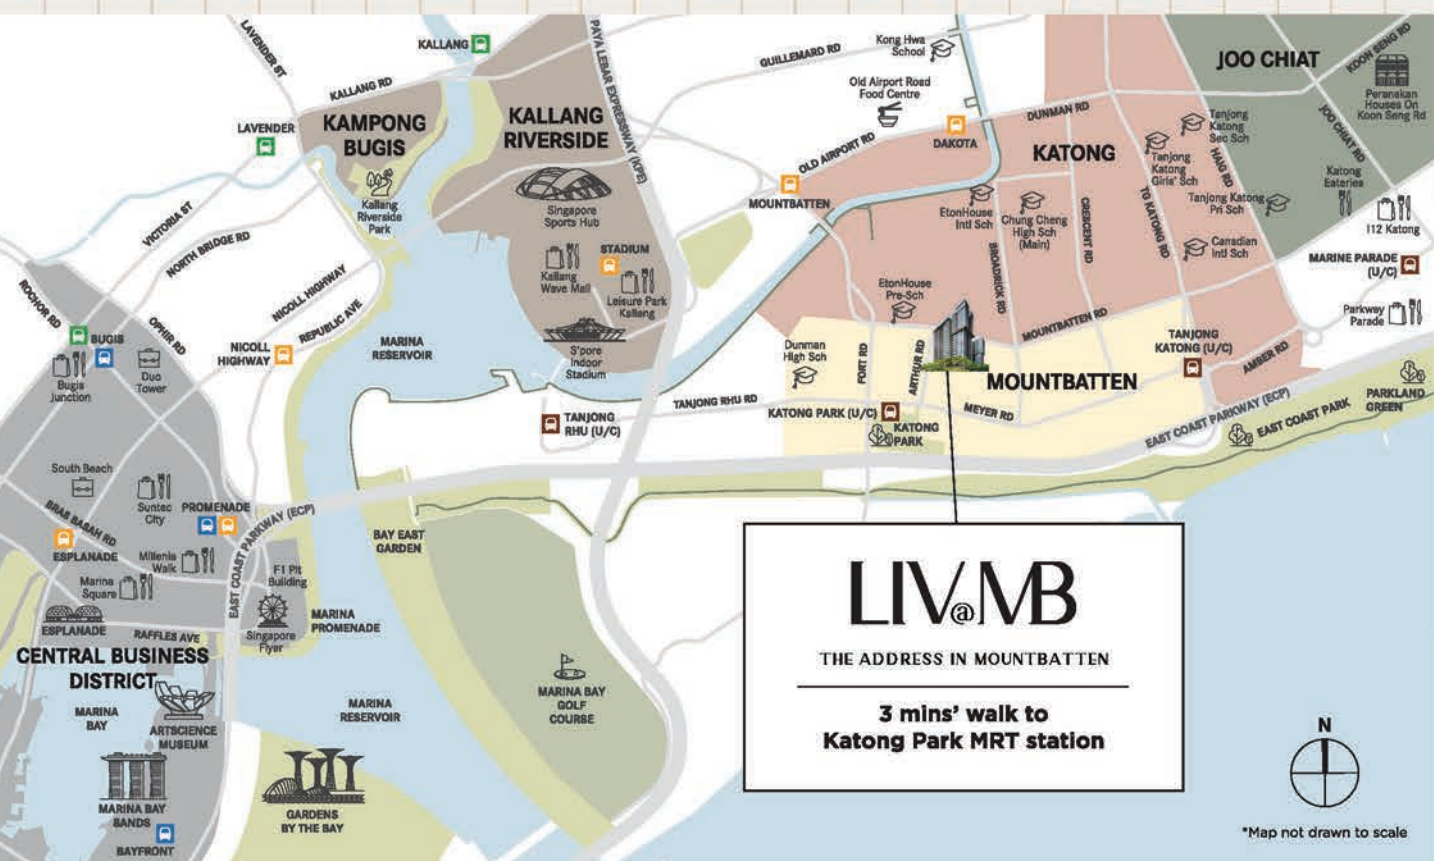 LAVENDER ST
KALLANG
KALLANG RD
LAVENDER
KAMPONG
BUGIS
Kallang
Riverside
Park
VICTORIA ST
NORTH BRIDGE RD
NICOLL HIGHWAY
REPUBLIC AVE
ROCHOR RD
OPHIR RD
BUGIS
Bugis
Junction
Duo
Tower
NICOLL
HIGHWAY
KALLANG
RIVERSIDE
PAYA LEBAR EXPRESSWAY (KPE)
Singapore
Sports Hub
STADIUM
Kallang
Wave Mall
Leisure Park
Kallang
S'pore
Indoor
Stadium
MARINA
RESERVOIR
GUILLEMARD RD
Kong Hwa
School
Old Airport Road
Food Centre
OLD AIRPORT RD
DAKOTA
MOUNTBATTEN
DUNMAN RD
KATONG
EtonHouse
Intl Sch
Chung Cheng
High Sch
(Main)
BROADRICK RD
CRESCENT RD
TG KATONG RD
HAIG RD
Tanjong
Katong
Sec Sch
Tanjong
Katong
Girls' Sch
Tanjong Katong
Pri Sch
Canadian
Intl Sch
JOO CHIAT
KOON SENG RD
Peranakan
Houses On
Koon Seng Rd
JOO CHIAT RD
Katong
Eateries
I12 Katong
MARINE PARADE
(U/C)
Parkway
Parade
EtonHouse
Pre-Sch
Dunman
High Sch
FORT RD
ARTHUR RD
MOUNTBATTEN RD
TANJONG
KATONG (U/C)
AMBER RD
MOUNTBATTEN
MEYER RD
KATONG PARK (U/C)
KATONG
PARK
TANJONG
RHU (U/C)
TANJONG RHU RD
EAST COAST PARKWAY (ECP)
EAST COAST PARK
PARKLAND
GREEN
South Beach
Suntec
City
PROMENADE
BRAS BASAH RD
ESPLANADE
Millenia
Walk
Marina
Square
EAST COAST PARKWAY (ECP)
F1 Pit
Building
Singapore
Flyer
MARINA
PROMENADE
BAY EAST
GARDEN
ESPLANADE
RAFFLES AVE
CENTRAL BUSINESS
DISTRICT
MARINA
BAY
ARTSCIENCE
MUSEUM
MARINA BAY
SANDS
BAYFRONT
MARINA
RESERVOIR
GARDENS
BY THE BAY
MARINA BAY
GOLF
COURSE
LIV@MB
THE ADDRESS IN MOUNTBATTEN
3 mins' walk to
Katong Park MRT station
N
*Map not drawn to scale